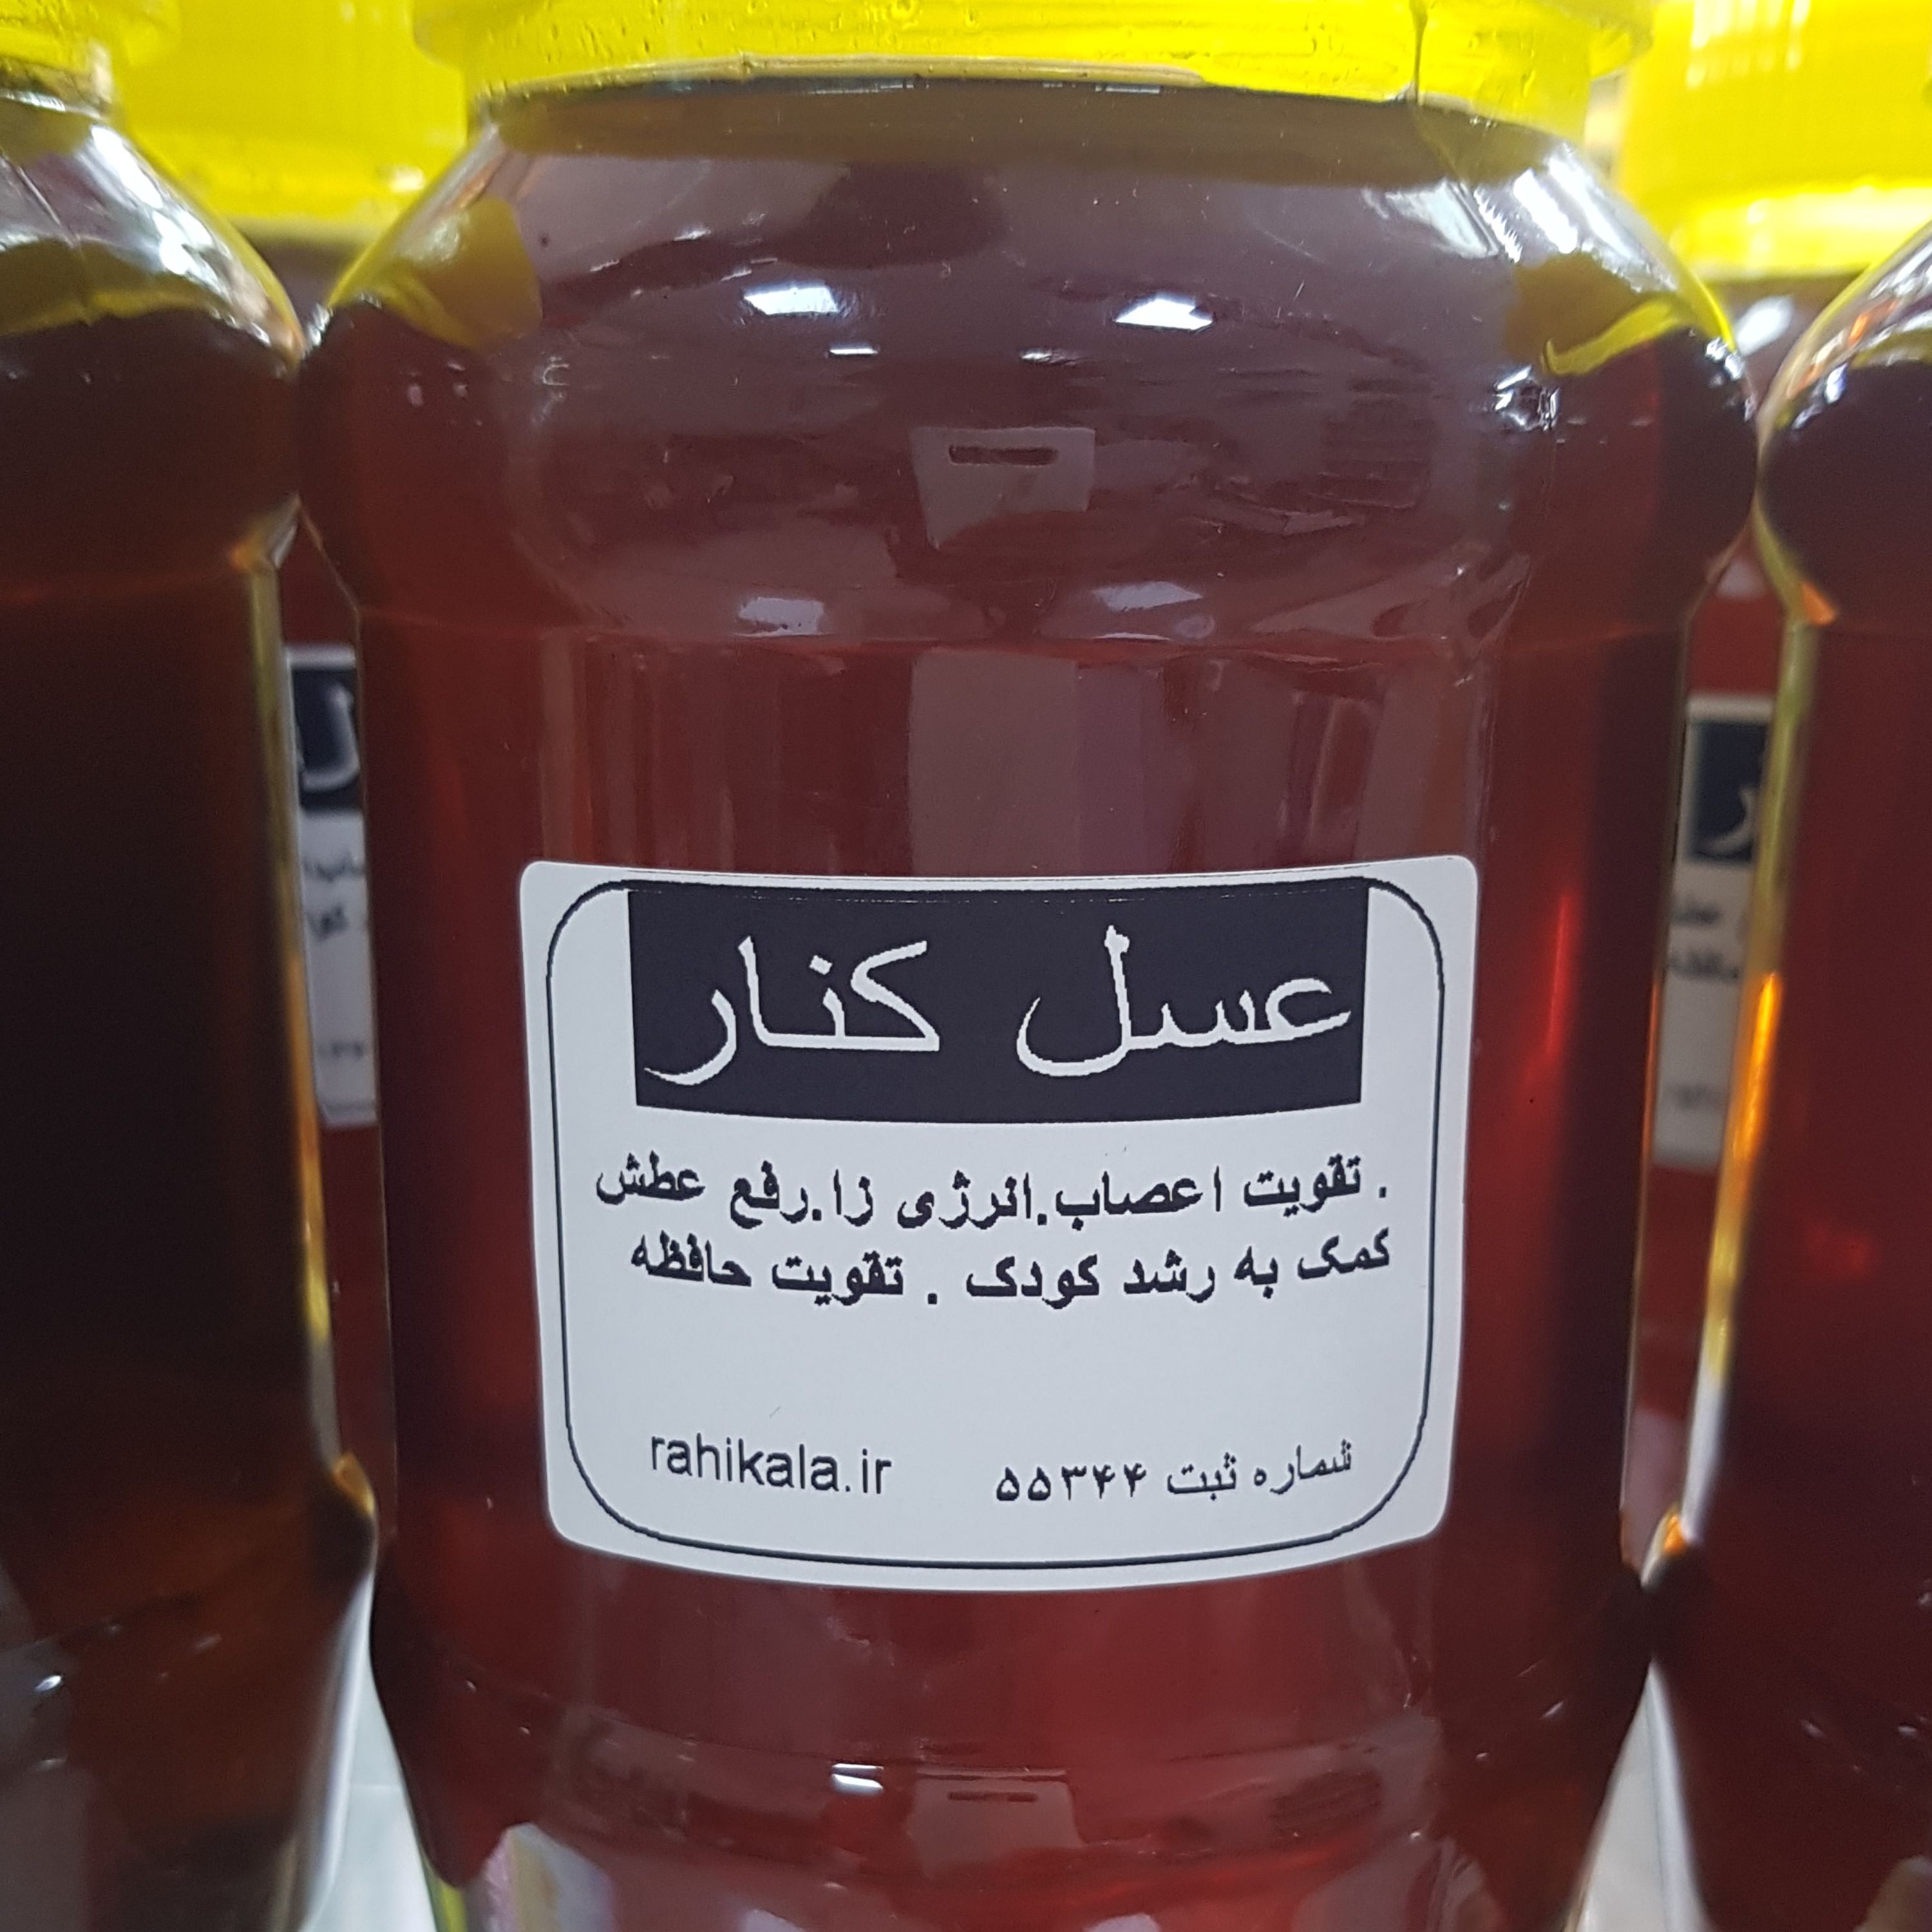 عسل کنار
. تقویت اعصاب.انرژی زا.رفع عطش
کمک به رشد کودک . تقویت حافظه
شماره ثبت ۵۵۳۴۴ rahikala.ir